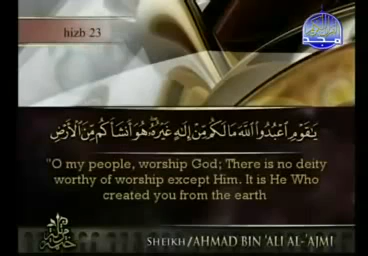 hizb 23
يَٰقَوْمِ ٱعْبُدُوا۟ ٱللَّهَ مَا لَكُم مِّنْ إِلَٰهٍ غَيْرُهُۥ ۖ هُوَ أَنشَأَكُم مِّنَ ٱلْأَرْضِ
"O my people, worship God; There is no deity
worthy of worship except Him. It is He Who
created you from the earth
SHEIKH/AHMAD BIN 'ALI AL-'AJMI